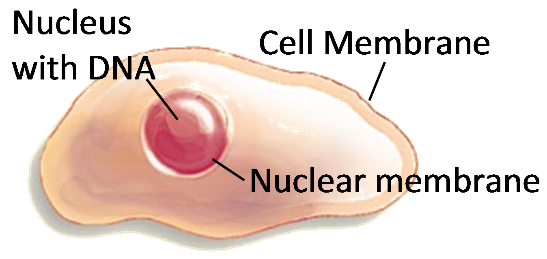 Nucleus
with DNA
Cell Membrane
Nuclear membrane